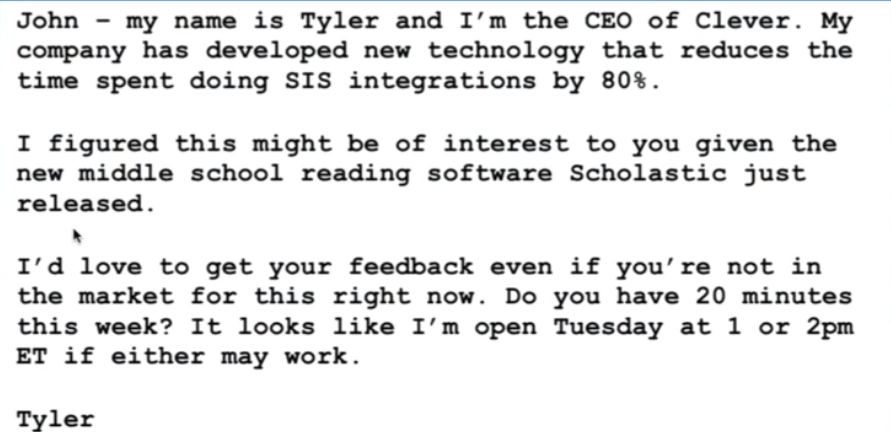 John – my name is Tyler and I’m the CEO of Clever. My
company has developed new technology that reduces the
time spent doing SIS integrations by 80%.
I figured this might be of interest to you given the
new middle school reading software Scholastic just
released.
I’d love to get your feedback even if you’re not in
the market for this right now. Do you have 20 minutes
this week? It looks like I’m open Tuesday at 1 or 2pm
ET if either may work.
Tyler